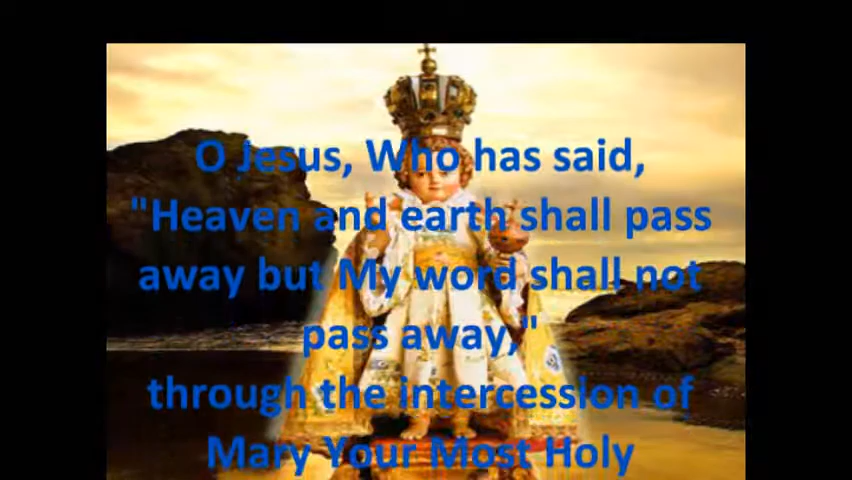 O Jesus, Who has said,
"Heaven and earth shall pass
away but My word shall not
pass away,"
through the intercession of
Mary Your Most Holy